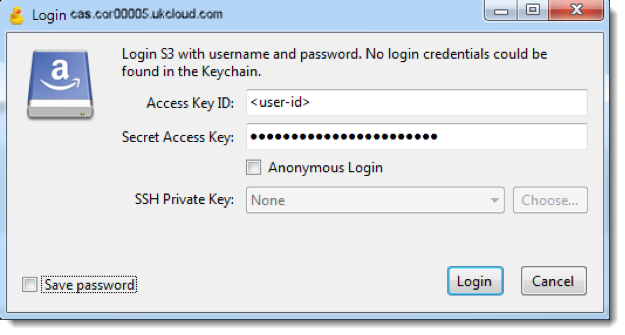 Login cas.cor00005.ukcloud.com
Login S3 with username and password. No login credentials could be
found in the Keychain.
Access Key ID: <user-id>
Secret Access Key: ●●●●●●●●●●●●●●●●●●●●●●●
Anonymous Login
SSH Private Key: None Choose...
Save password Login Cancel